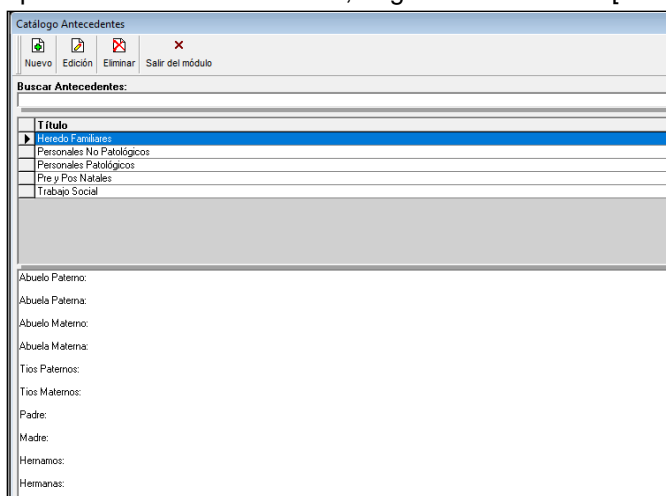 Catálogo Antecedentes
Nuevo Edición Eliminar Salir del módulo
Buscar Antecedentes:
Título
Heredo Familiares
Personales No Patológicos
Personales Patológicos
Pre y Pos Natales
Trabajo Social
Abuelo Paterno:
Abuela Paterna:
Abuelo Materno:
Abuela Materna:
Tios Paternos:
Tios Maternos:
Padre:
Madre:
Hernamos:
Hermanas: